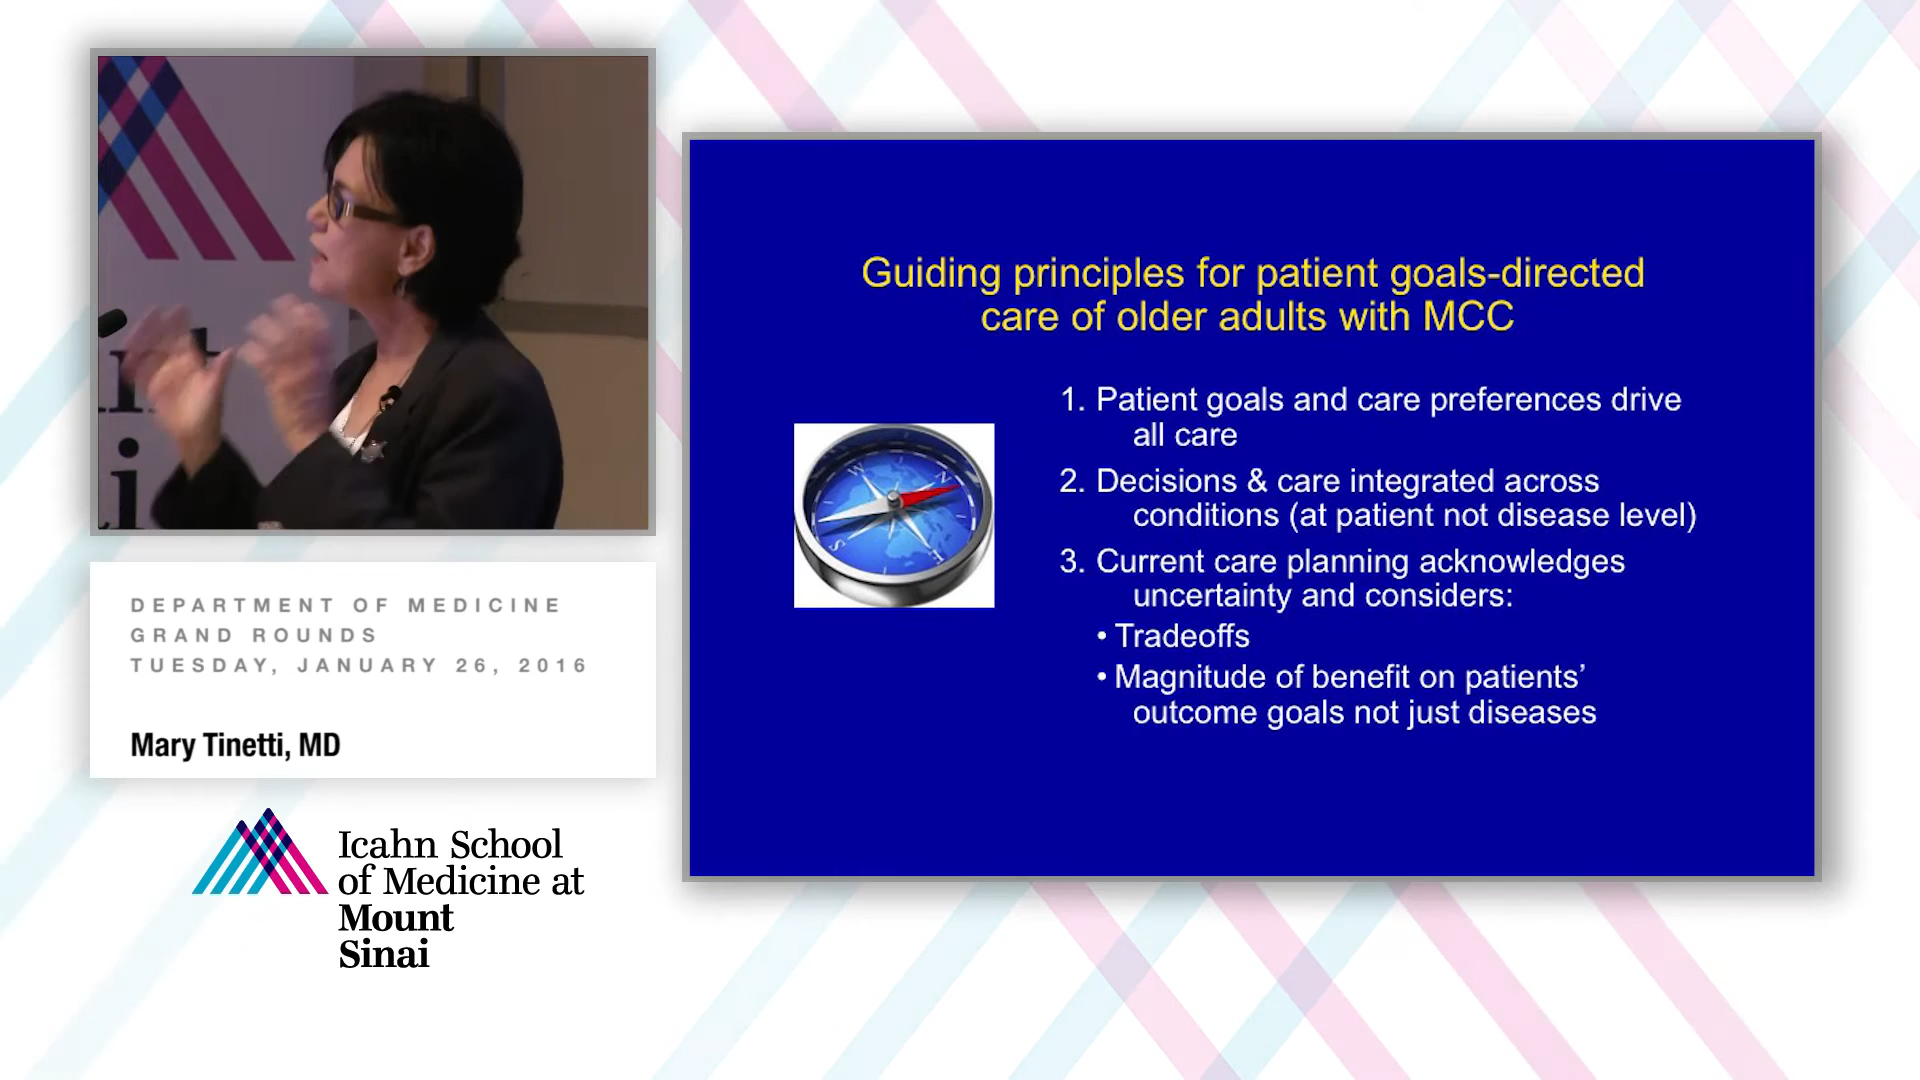 DEPARTMENT OF MEDICINE
GRAND ROUNDS
TUESDAY, JANUARY 26, 2016
Mary Tinetti, MD
Icahn School
of Medicine at
Mount
Sinai
Guiding principles for patient goals-directed
care of older adults with MCC
1. Patient goals and care preferences drive
all care
2. Decisions & care integrated across
conditions (at patient not disease level)
3. Current care planning acknowledges
uncertainty and considers:
• Tradeoffs
• Magnitude of benefit on patients’
outcome goals not just diseases
W
N
S
E